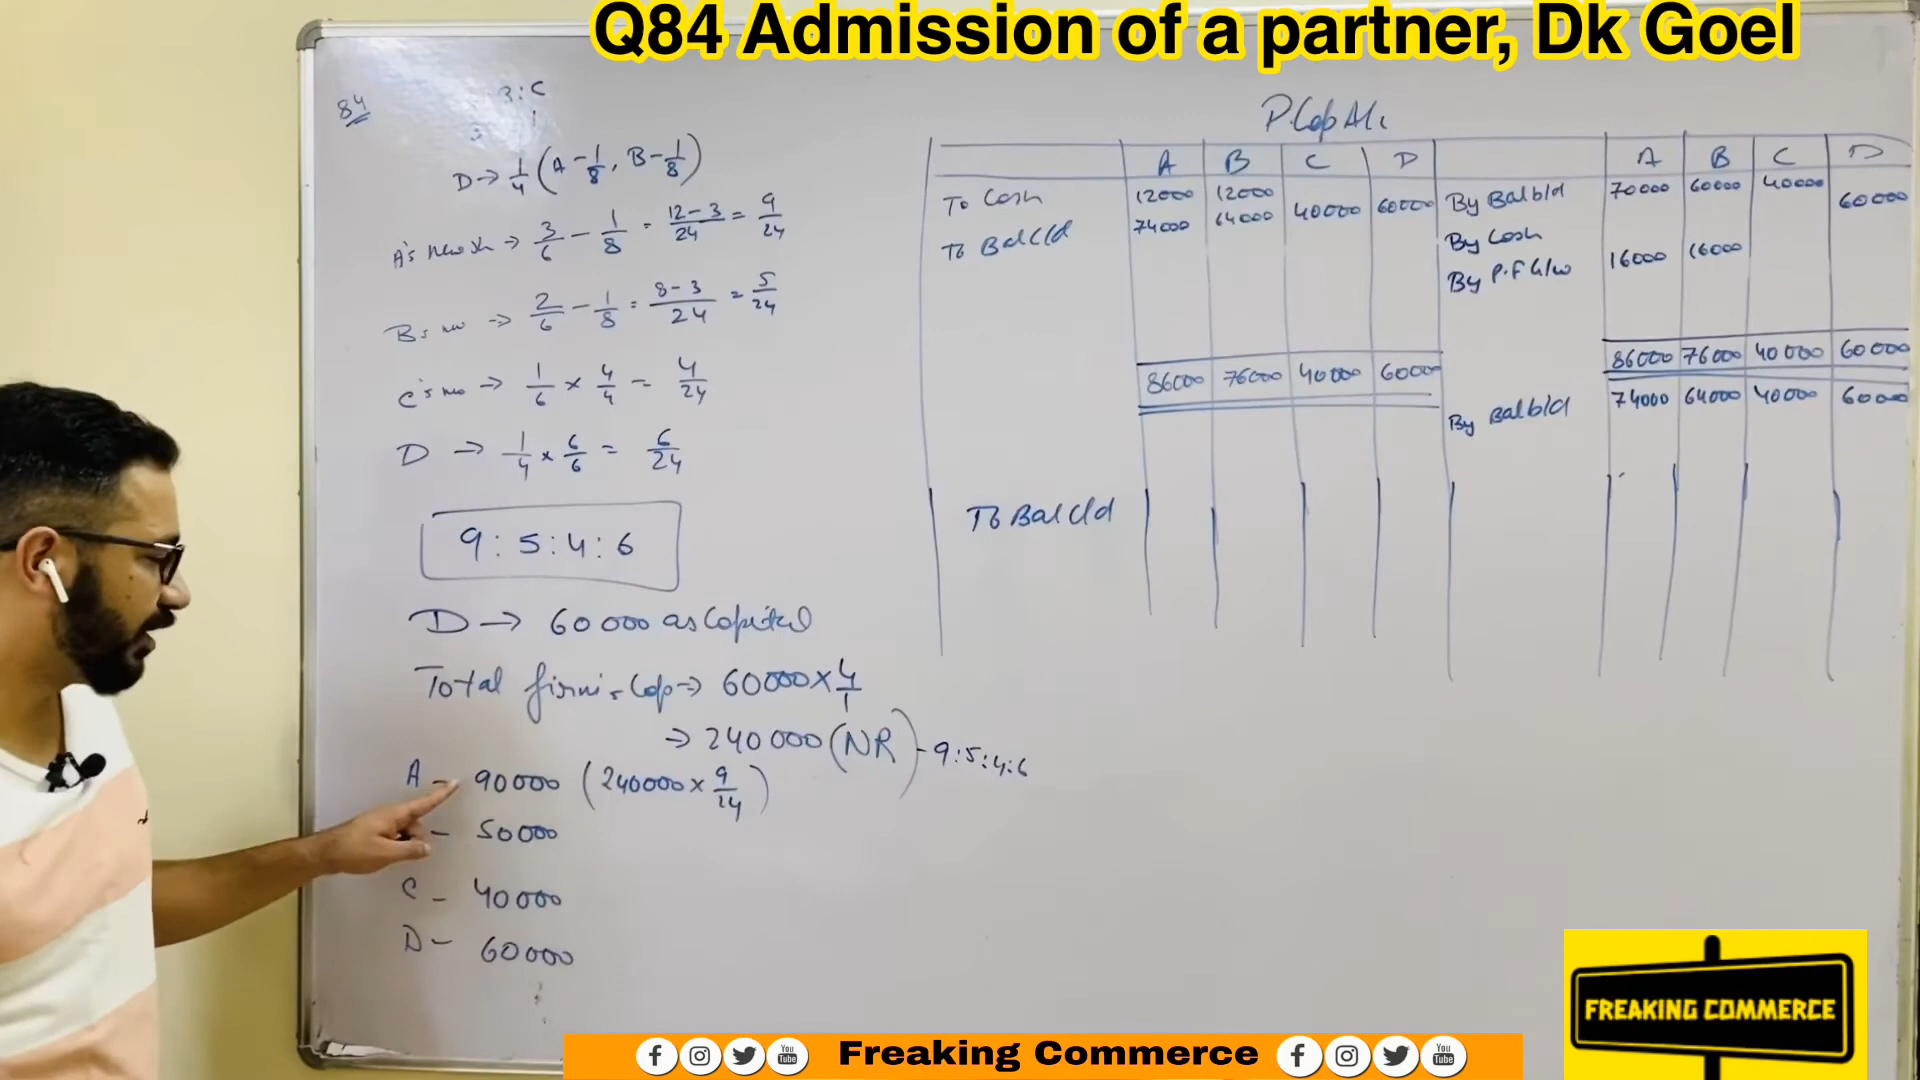 Q84 Admission of a partner, Dk Goel
84
: C
1
D → 1/4 (A - 1/8, B - 1/8)
A's new sh → 3/6 - 1/8 = 12 - 3/24 = 9/24
B's new → 2/6 - 1/8 = 8 - 3/24 = 5/24
C's new → 1/6 × 4/4 = 4/24
D → 1/4 × 6/6 = 6/24
9 : 5 : 4 : 6
D → 60000 as Capital
Total firm's Cap → 60000 × 4/1
→ 240000 (NR) - 9:5:4:6
A - 90000 (240000 × 9/24)
- 50000
C - 40000
D - 60000
P. Cap A/c
A B C D A B C D
To Cash 12000 12000 By Bal b/d 70000 60000 40000
To Bal C/d 74000 64000 40000 60000 By Cash 60000
By P.F G/w 16000 16000
86000 76000 40000 60000 86000 76000 40000 60000
By Bal b/d 74000 64000 40000 60000
To Bal C/d
FREAKING COMMERCE
You Tube Freaking Commerce You Tube